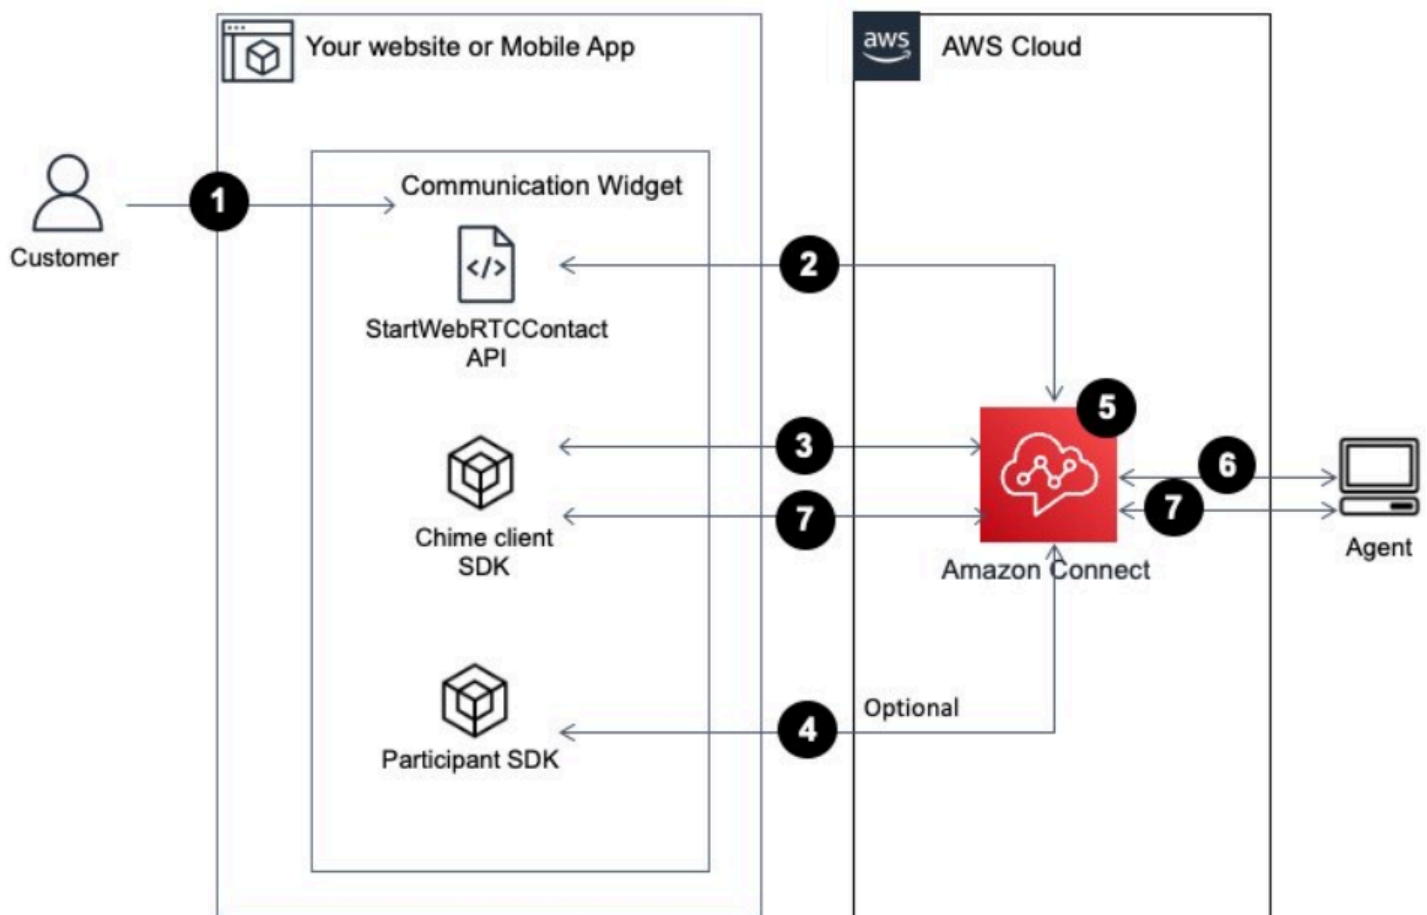 Your website or Mobile App
aws
AWS Cloud
1
Communication Widget
Customer
</>
2
StartWebRTCContact
API
5
3
6
7
7
Chime client
SDK
Amazon Connect
Agent
Optional
4
Participant SDK